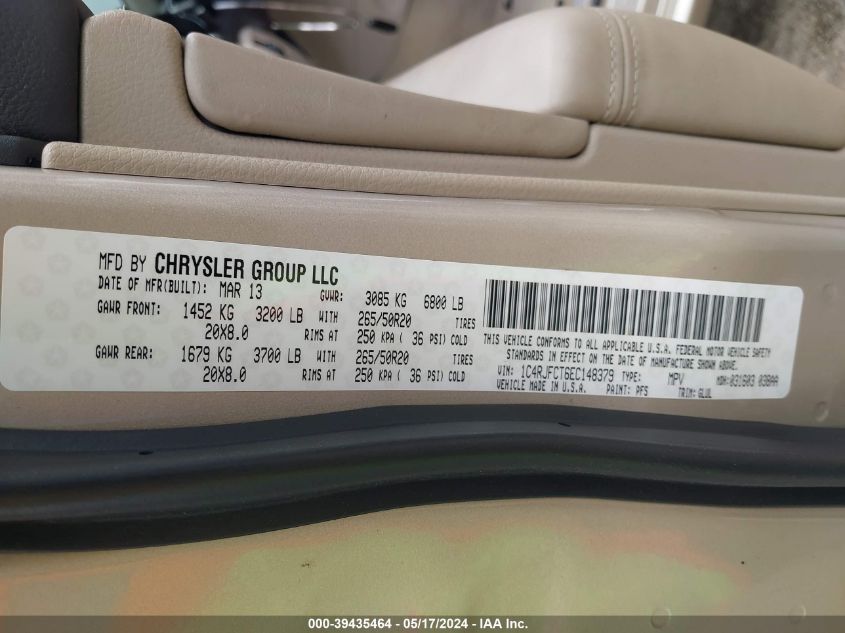 MFD BY CHRYSLER GROUP LLC
DATE OF MFR(BUILT): MAR 13 GVWR: 3085 KG 6800 LB
GAWR FRONT: 1452 KG 3200 LB WITH 265/50R20 TIRES
20X8.0 RIMS AT 250 KPA ( 36 PSI) COLD
GAWR REAR: 1679 KG 3700 LB WITH 265/50R20 TIRES
20X8.0 RIMS AT 250 KPA ( 36 PSI) COLD
THIS VEHICLE CONFORMS TO ALL APPLICABLE U.S.A. FEDERAL MOTOR VEHICLE SAFETY
STANDARDS IN EFFECT ON THE DATE OF MANUFACTURE SHOWN ABOVE.
VIN: 1C4RJFCT6EC148379 TYPE: MPV MDH: 031603 038AA
VEHICLE MADE IN U.S.A. PAINT: PFS TRIM: GLUL
000-39435464 - 05/17/2024 - IAA Inc.